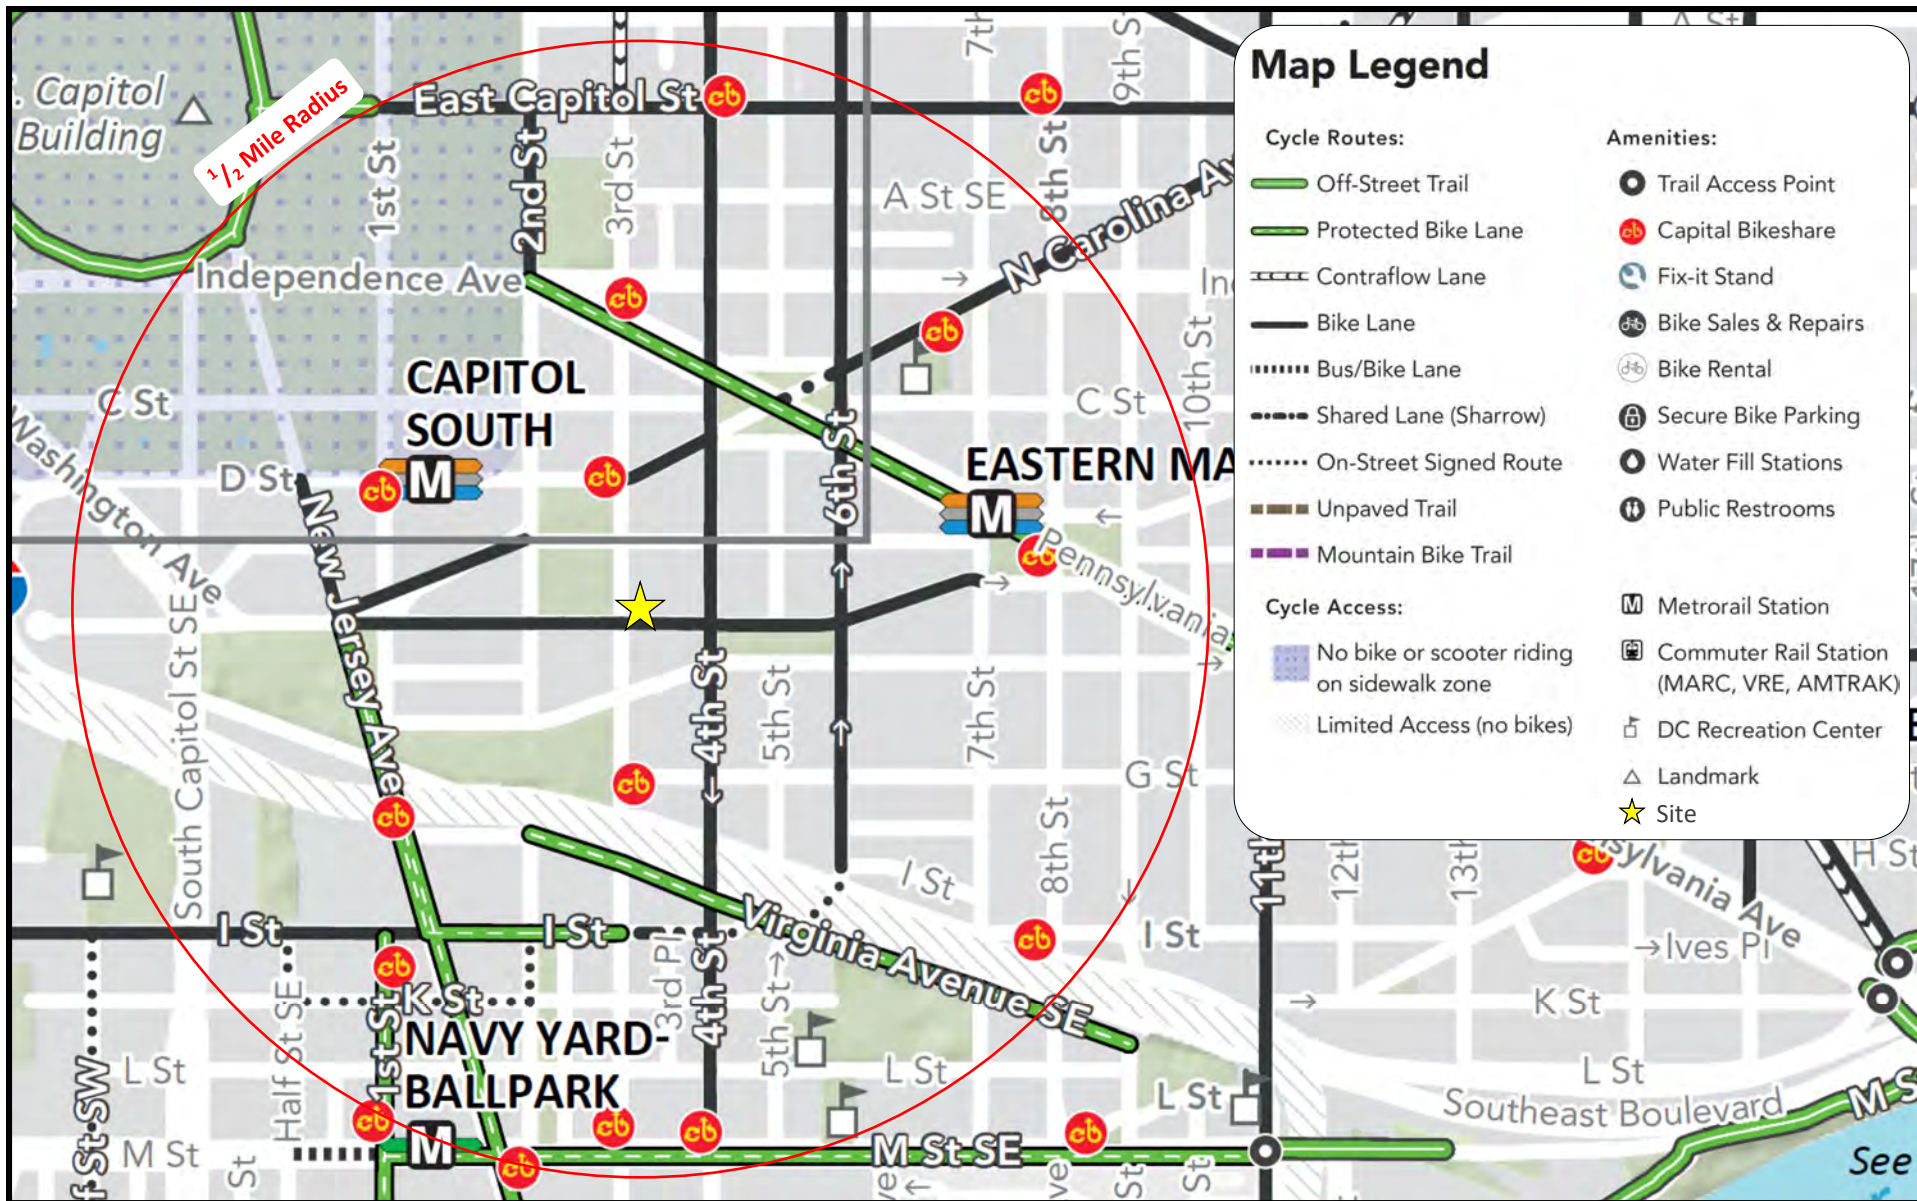 . Capitol
Building
1/2 Mile Radius
East Capitol St
1st St
2nd St
3rd St
7th
8th St
9th S
A St SE
A St
N Carolina Av
Independence Ave
10th St
CAPITOL
SOUTH
C St
C St
Washington Ave
D St
M
6th St
EASTERN MA
M
Pennsylvania
New Jersey Ave
South Capitol St SE
4th St
5th St
7th St
G St
8th St
I St
I St
I St
I St
Virginia Avenue SE
3rd Pl
4th St
5th St
K St
1st St
Half St SE
NAVY YARD-
BALLPARK
M
L St
L St
L St
M St
St
M St SE
St
St
11th
12th
13th
nsylvania Ave
H St
Ives Pl
K St
L St
Southeast Boulevard
M S
See
Map Legend
Cycle Routes:
Off-Street Trail
Protected Bike Lane
Contraflow Lane
Bike Lane
Bus/Bike Lane
Shared Lane (Sharrow)
On-Street Signed Route
Unpaved Trail
Mountain Bike Trail
Cycle Access:
No bike or scooter riding
on sidewalk zone
Limited Access (no bikes)
Amenities:
Trail Access Point
Capital Bikeshare
Fix-it Stand
Bike Sales & Repairs
Bike Rental
Secure Bike Parking
Water Fill Stations
Public Restrooms
M Metrorail Station
Commuter Rail Station
(MARC, VRE, AMTRAK)
DC Recreation Center
Landmark
Site